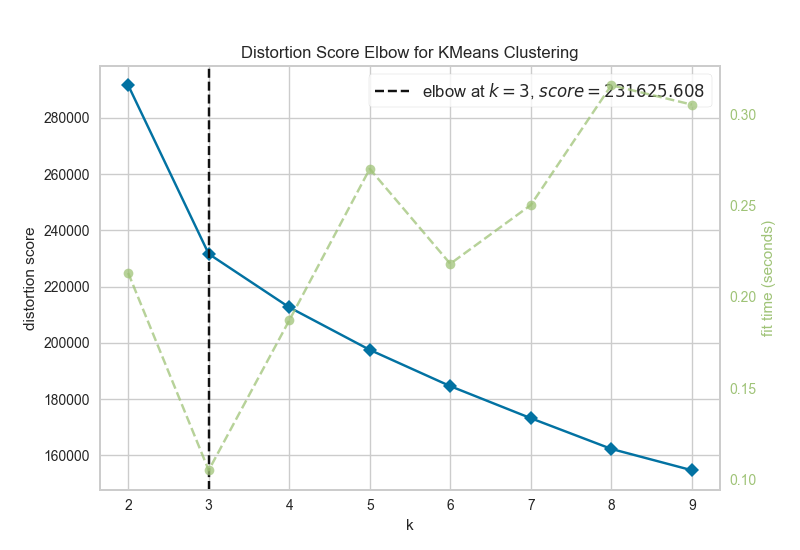 Distortion Score Elbow for KMeans Clustering
elbow at k = 3, score = 231625.608
distortion score
280000
260000
240000
220000
200000
180000
160000
0.30
0.25
0.20
0.15
0.10
fit time (seconds)
2 3 4 5 6 7 8 9
k